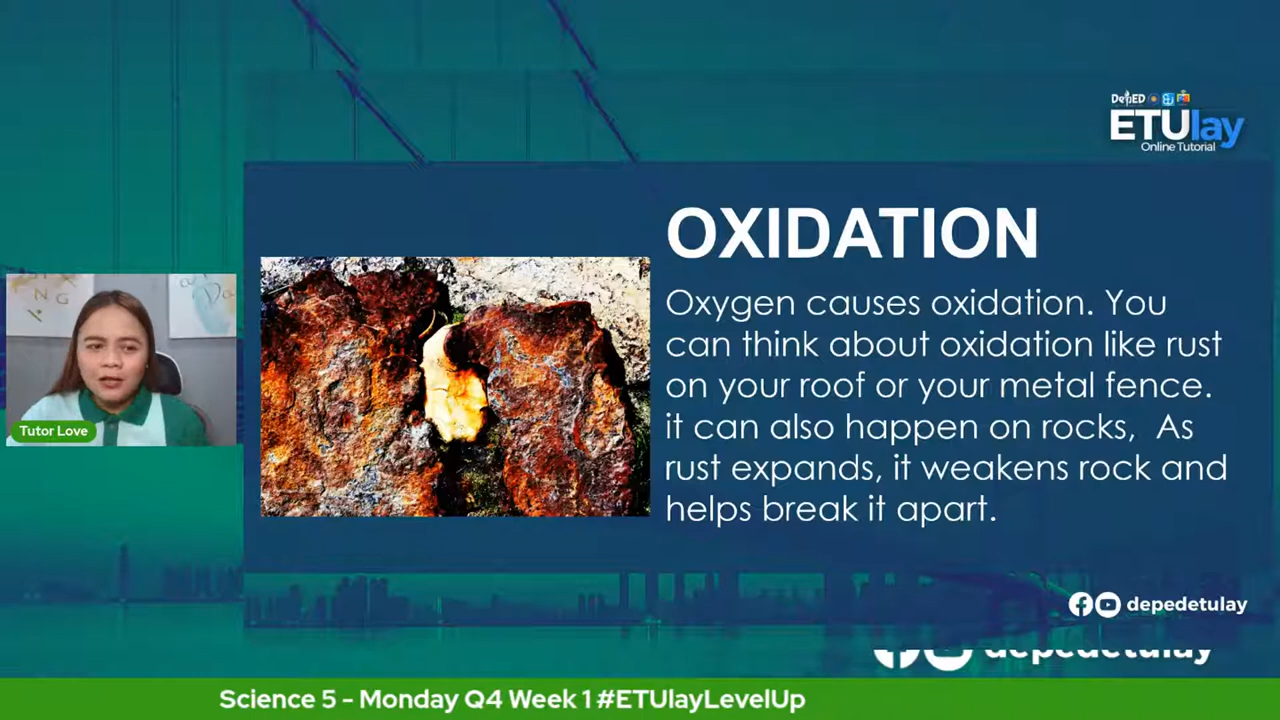 DepED
ETUlay
Online Tutorial
OXIDATION
Oxygen causes oxidation. You
can think about oxidation like rust
on your roof or your metal fence.
it can also happen on rocks, As
rust expands, it weakens rock and
helps break it apart.
N G
Tutor Love
depedetulay
depedetulay
Science 5 - Monday Q4 Week 1 #ETUlayLevelUp